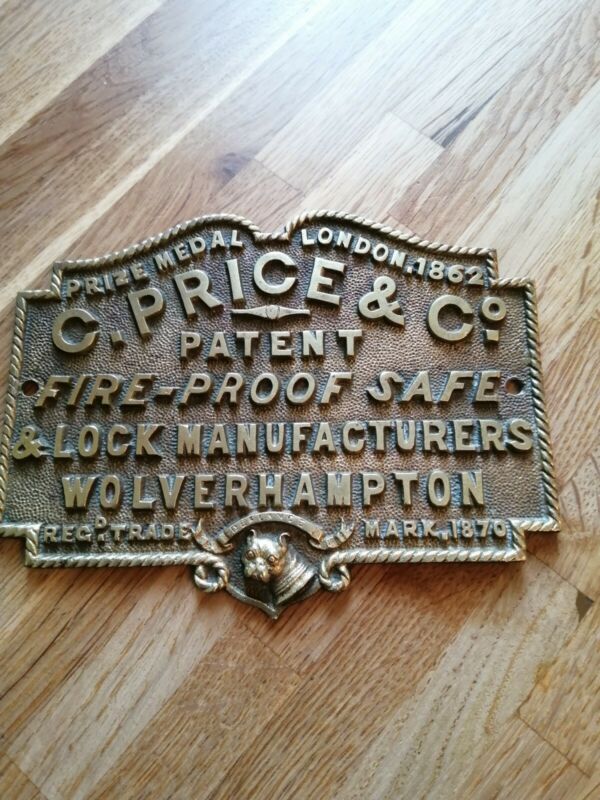 PRIZE MEDAL LONDON, 1862
C. PRICE & Co.
PATENT
FIRE-PROOF SAFE
& LOCK MANUFACTURERS
WOLVERHAMPTON
REGD. TRADE MARK, 1870